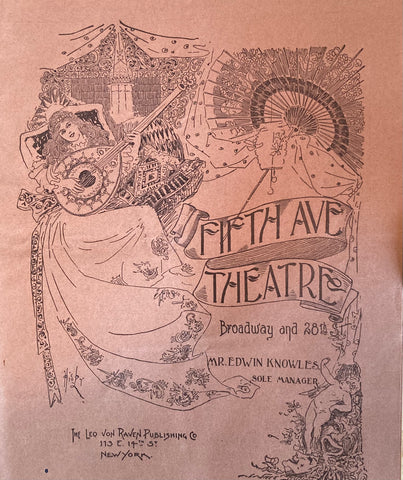 FIFTH AVE
THEATRE
Broadway and 28th
MR. EDWIN KNOWLES,
SOLE MANAGER
THE LEO VON RAVEN PUBLISHING CO
113 E. 14TH ST
NEW YORK